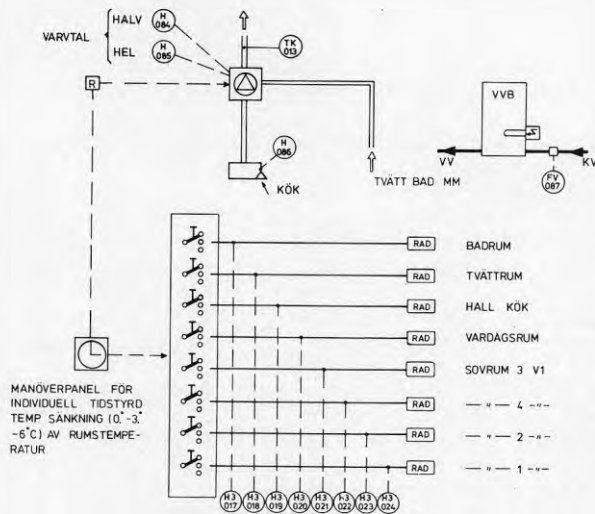 VARVTAL
HALV
H
084
HEL
H
085
TK
013
R
H
086
KÖK
TVÄTT BAD MM
VVB
VV
KV
FV
087
RAD BADRUM
RAD TVÄTTRUM
RAD HALL KÖK
RAD VARDAGSRUM
RAD SOVRUM 3 V1
RAD — " — 4 - " -
RAD — " — 2 - " -
RAD — " — 1 - " -
MANÖVERPANEL FÖR
INDIVIDUELL TIDSTYRD
TEMP SÄNKNING (0°-3°
-6°C) AV RUMSTEMPE-
RATUR
H3
017
H3
018
H3
019
H3
020
H3
021
H3
022
H3
023
H3
024